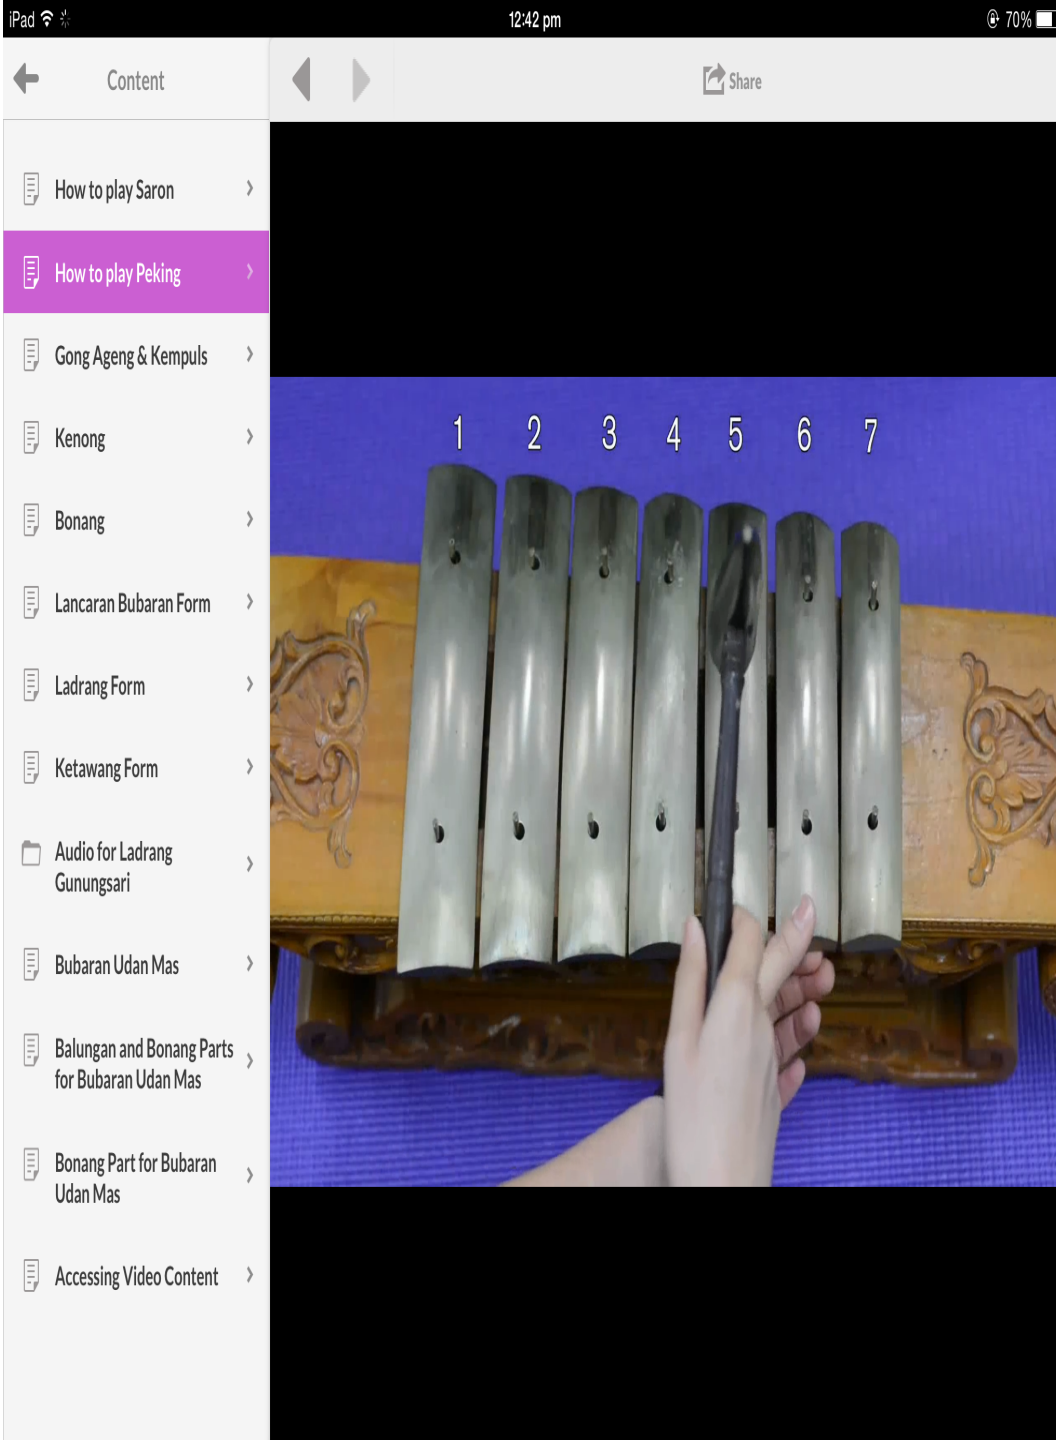 iPad 12:42 pm 70%
Content
Share
How to play Saron
How to play Peking
Gong Ageng & Kempuls
Kenong
Bonang
Lancaran Bubaran Form
Ladrang Form
Ketawang Form
Audio for Ladrang
Gunungsari
Bubaran Udan Mas
Balungan and Bonang Parts
for Bubaran Udan Mas
Bonang Part for Bubaran
Udan Mas
Accessing Video Content
1 2 3 4 5 6 7